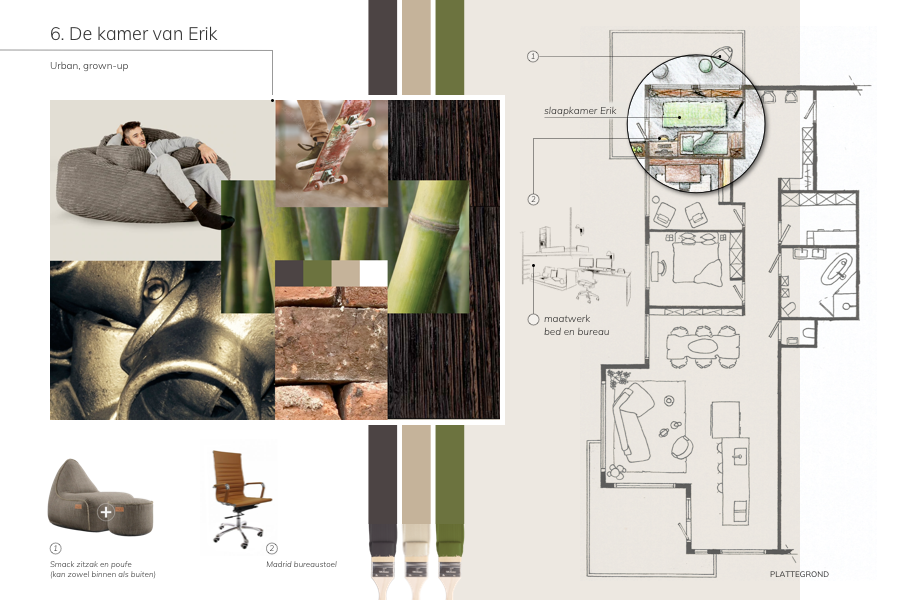 6. De kamer van Erik
Urban, grown-up
1
slaapkamer Erik
2
maatwerk
bed en bureau
1
Smack zitzak en poufe
(kan zowel binnen als buiten)
2
Madrid bureaustoel
PLATTEGROND